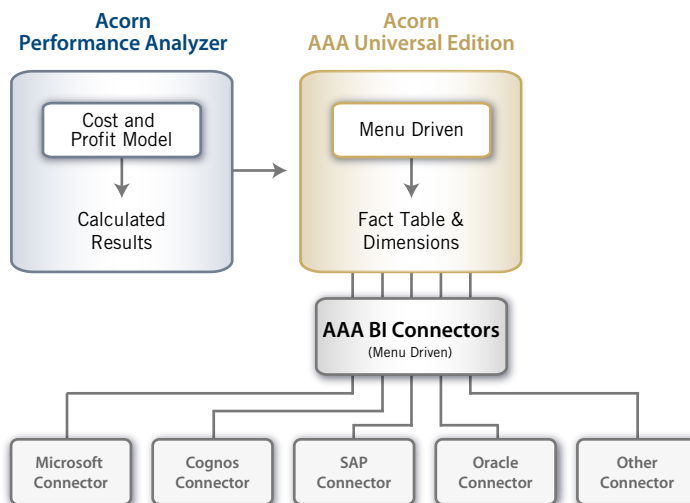 Acorn
Performance Analyzer
Acorn
AAA Universal Edition
Cost and
Profit Model
Menu Driven
Calculated
Results
Fact Table &
Dimensions
AAA BI Connectors
(Menu Driven)
Microsoft
Connector
Cognos
Connector
SAP
Connector
Oracle
Connector
Other
Connector